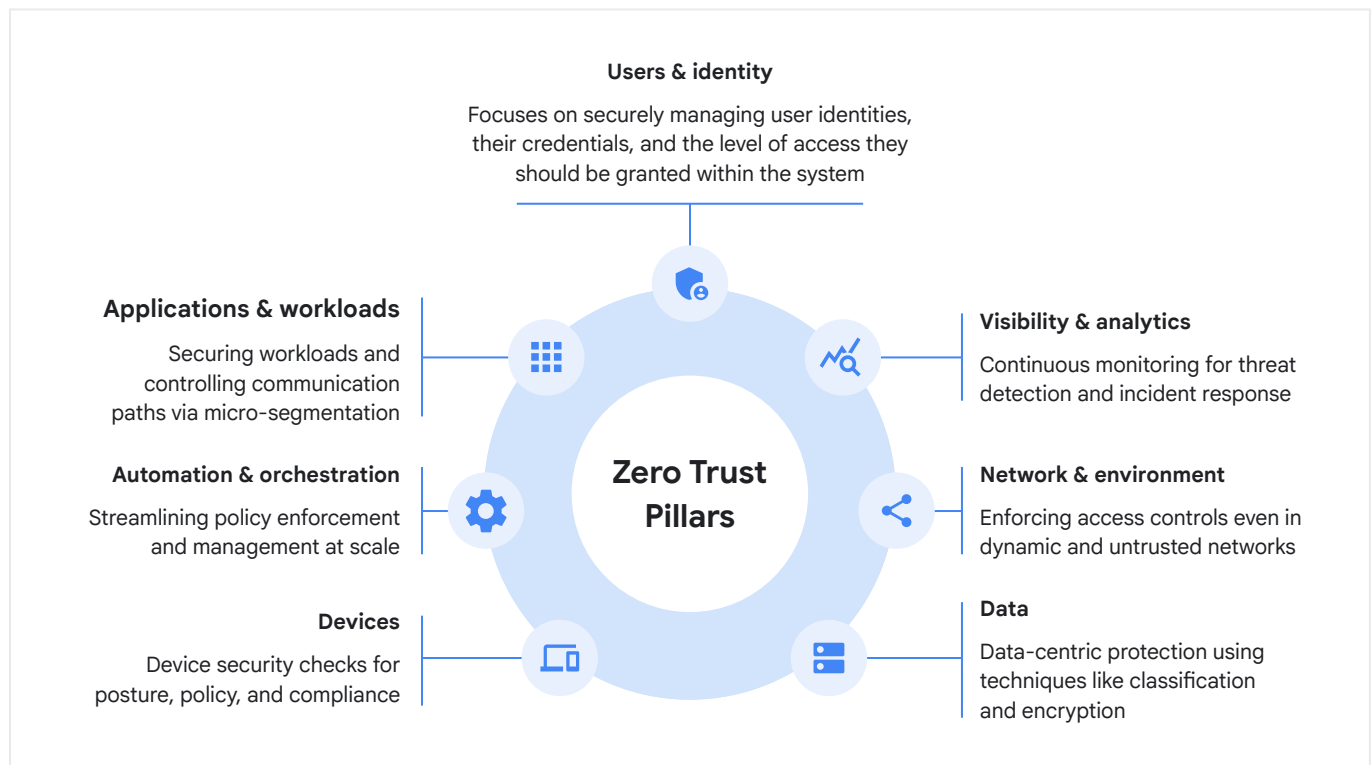 Users & identity
Focuses on securely managing user identities,
their credentials, and the level of access they
should be granted within the system
Applications & workloads
Securing workloads and
controlling communication
paths via micro-segmentation
Automation & orchestration
Streamlining policy enforcement
and management at scale
Devices
Device security checks for
posture, policy, and compliance
Zero Trust
Pillars
Visibility & analytics
Continuous monitoring for threat
detection and incident response
Network & environment
Enforcing access controls even in
dynamic and untrusted networks
Data
Data-centric protection using
techniques like classification
and encryption